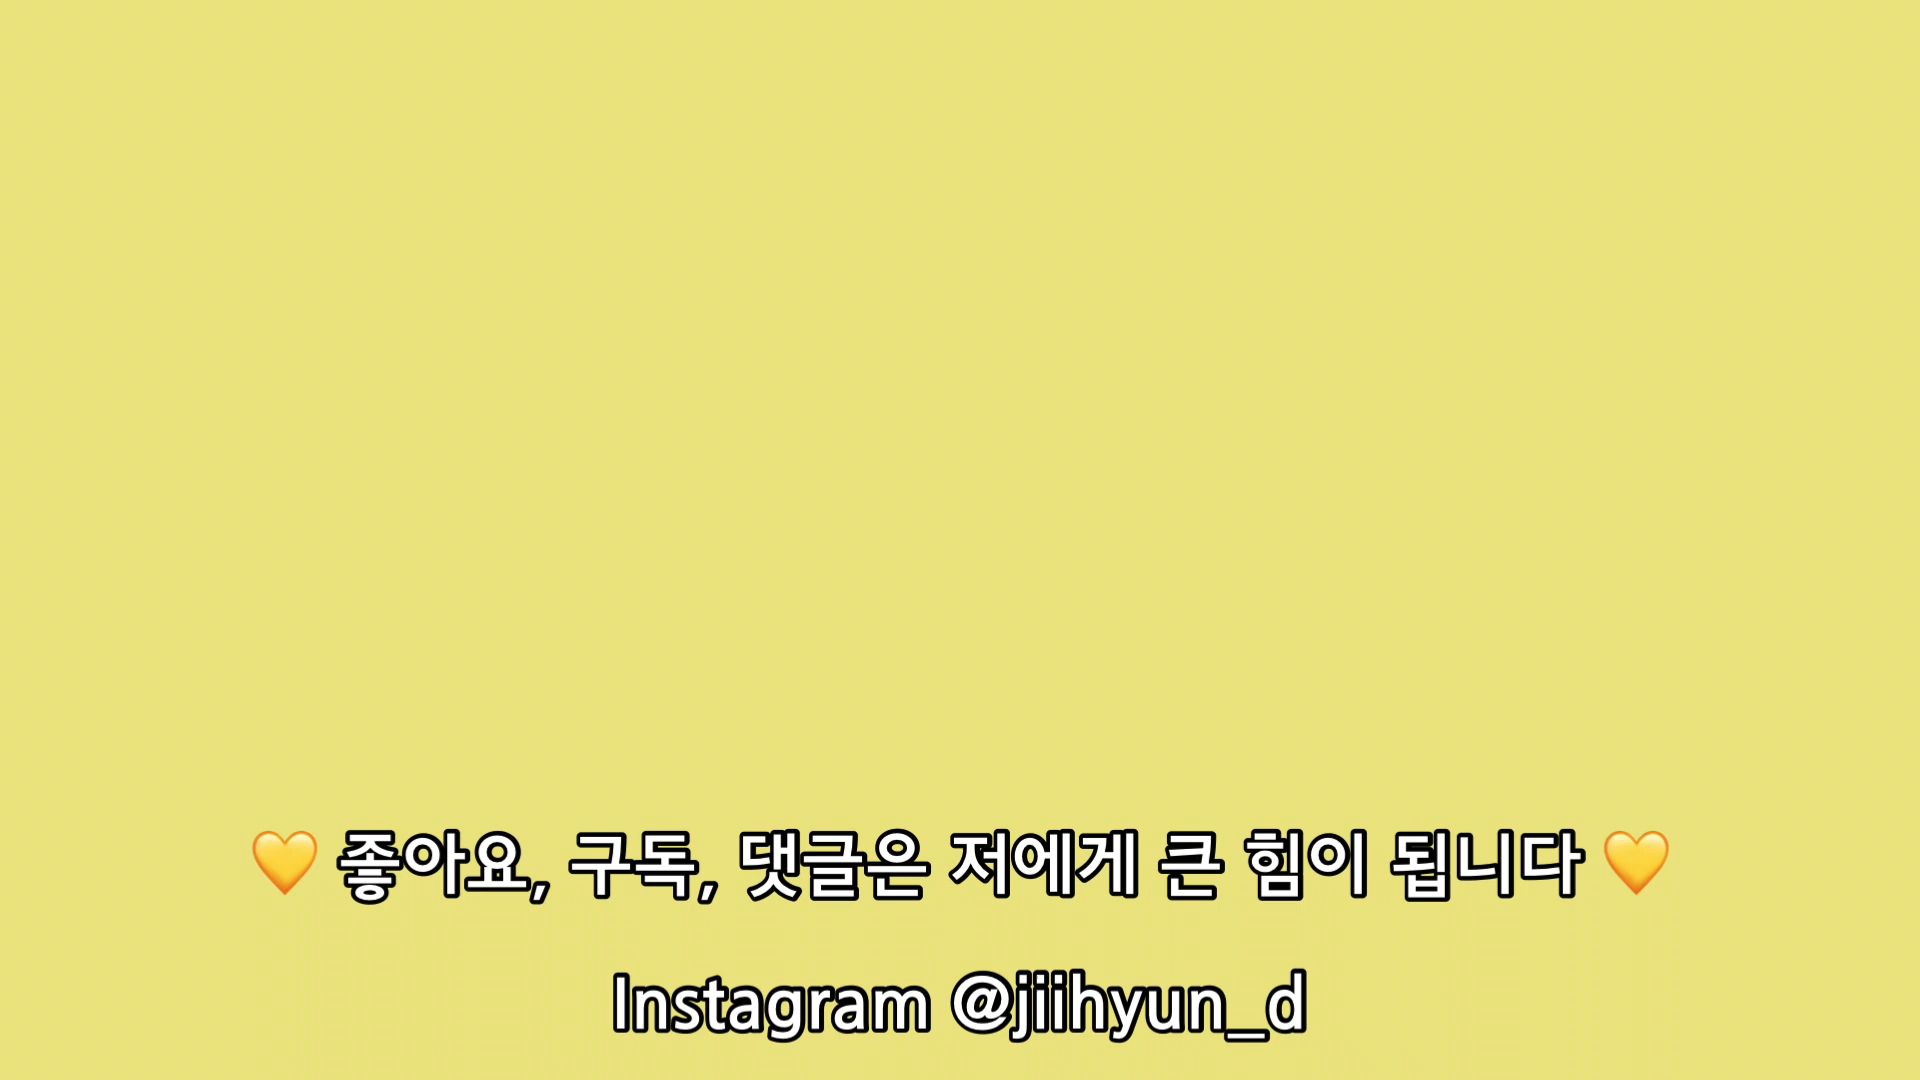 💛 좋아요, 구독, 댓글은 저에게 큰 힘이 됩니다 💛
Instagram @jiihyun_d